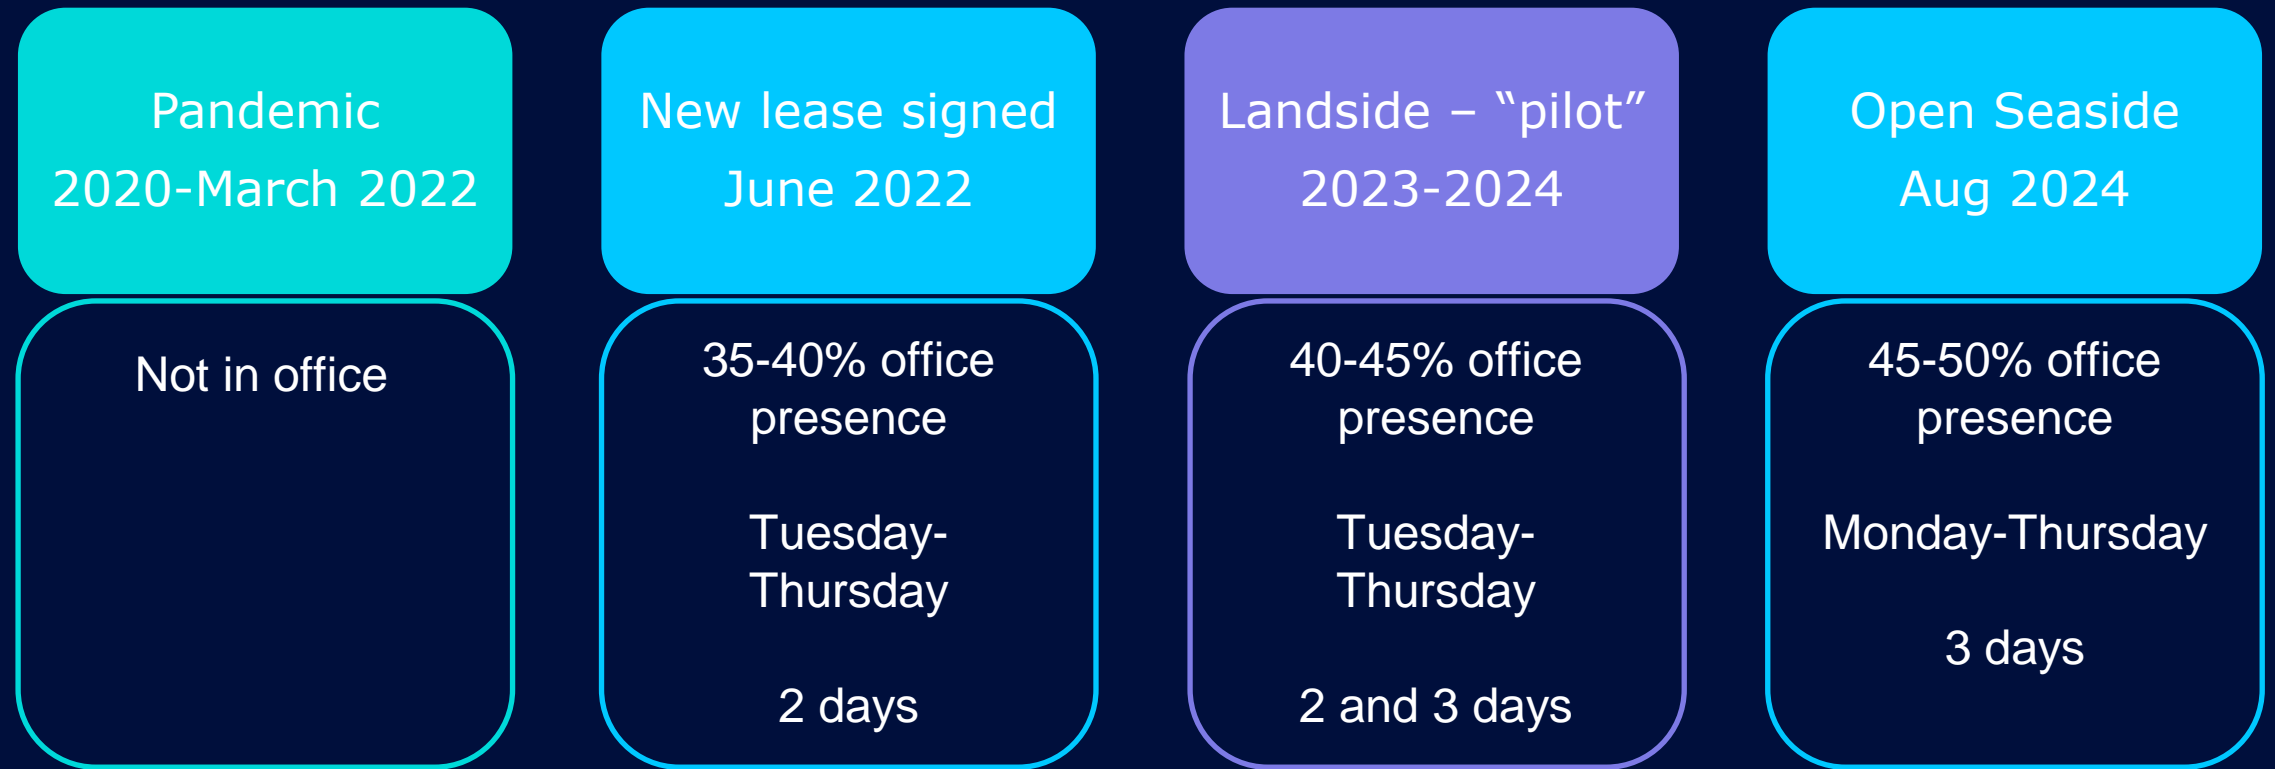 Pandemic
2020-March 2022
Not in office
New lease signed
June 2022
35-40% office
presence
Tuesday-
Thursday
2 days
Landside – “pilot”
2023-2024
40-45% office
presence
Tuesday-
Thursday
2 and 3 days
Open Seaside
Aug 2024
45-50% office
presence
Monday-Thursday
3 days